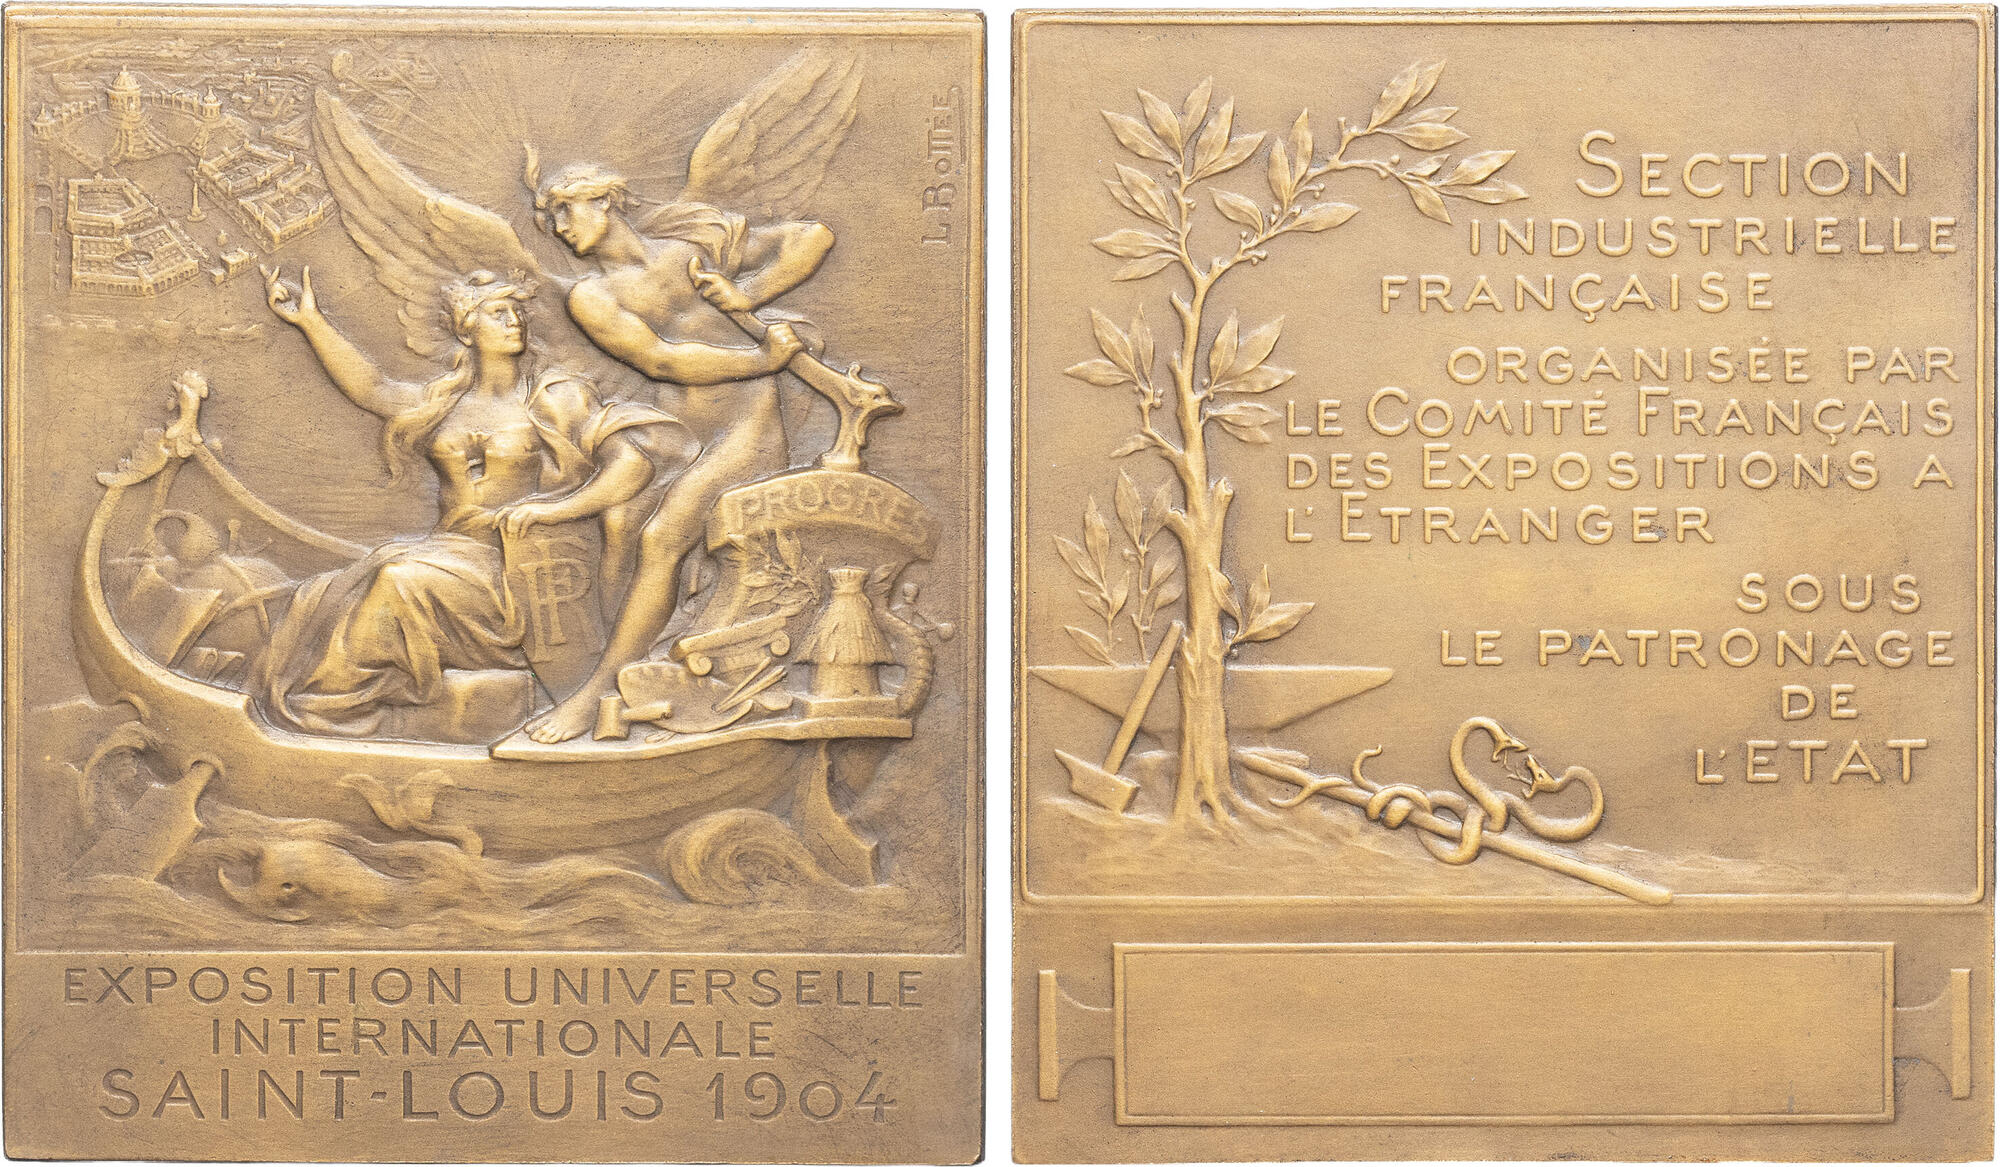 L BOTTÉE
PROGRES
RF
EXPOSITION UNIVERSELLE
INTERNATIONALE
SAINT-LOUIS 1904
SECTION
INDUSTRIELLE
FRANÇAISE
ORGANISÉE PAR
LE COMITÉ FRANÇAIS
DES EXPOSITIONS A
L'ETRANGER
SOUS
LE PATRONAGE
DE
L'ETAT